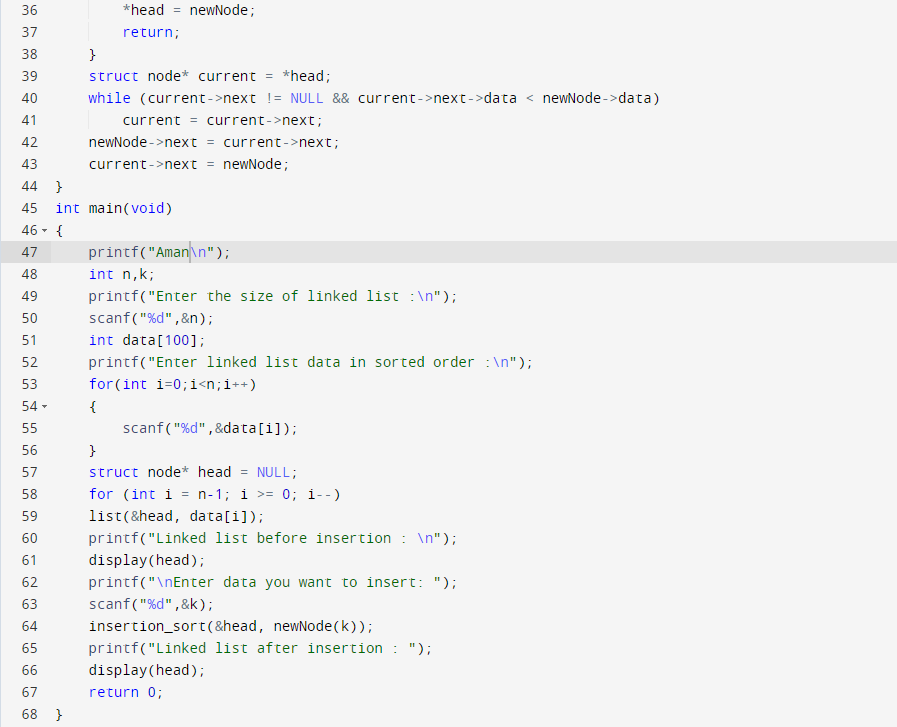 36 *head = newNode;
37 return;
38 }
39 struct node* current = *head;
40 while (current->next != NULL && current->next->data < newNode->data)
41 current = current->next;
42 newNode->next = current->next;
43 current->next = newNode;
44 }
45 int main(void)
46 {
47 printf("Aman\n");
48 int n,k;
49 printf("Enter the size of linked list :\n");
50 scanf("%d",&n);
51 int data[100];
52 printf("Enter linked list data in sorted order :\n");
53 for(int i=0;i<n;i++)
54 {
55 scanf("%d",&data[i]);
56 }
57 struct node* head = NULL;
58 for (int i = n-1; i >= 0; i--)
59 list(&head, data[i]);
60 printf("Linked list before insertion : \n");
61 display(head);
62 printf("\nEnter data you want to insert: ");
63 scanf("%d",&k);
64 insertion_sort(&head, newNode(k));
65 printf("Linked list after insertion : ");
66 display(head);
67 return 0;
68 }